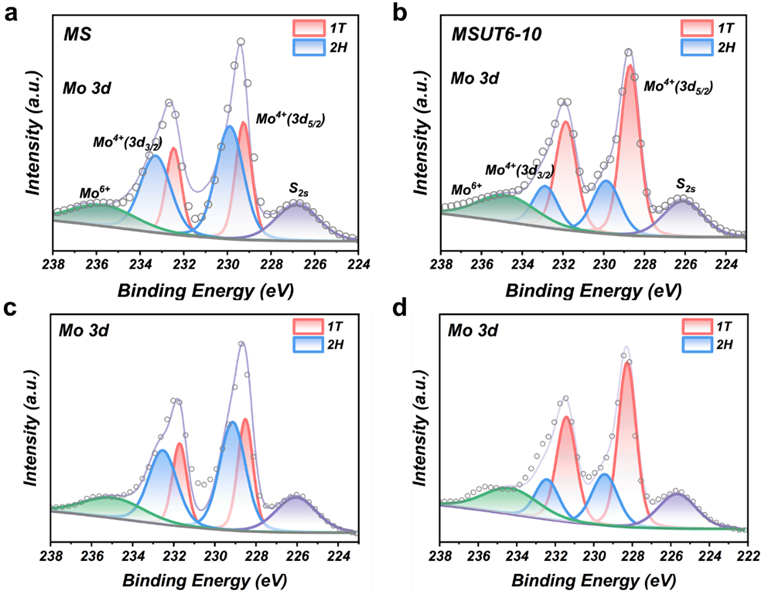 a
MS
1T
2H
Mo 3d
Mo4+(3d5/2)
Mo4+(3d3/2)
Mo6+
S2s
Intensity (a.u.)
238 236 234 232 230 228 226 224
Binding Energy (eV)
b
MSUT6-10
1T
2H
Mo 3d
Mo4+(3d5/2)
Mo4+(3d3/2)
Mo6+
S2s
Intensity (a.u.)
238 236 234 232 230 228 226 224
Binding Energy (eV)
c
Mo 3d
1T
2H
Intensity (a.u.)
238 236 234 232 230 228 226 224
Binding Energy (eV)
d
Mo 3d
1T
2H
Intensity (a.u.)
238 236 234 232 230 228 226 224 222
Binding Energy (eV)